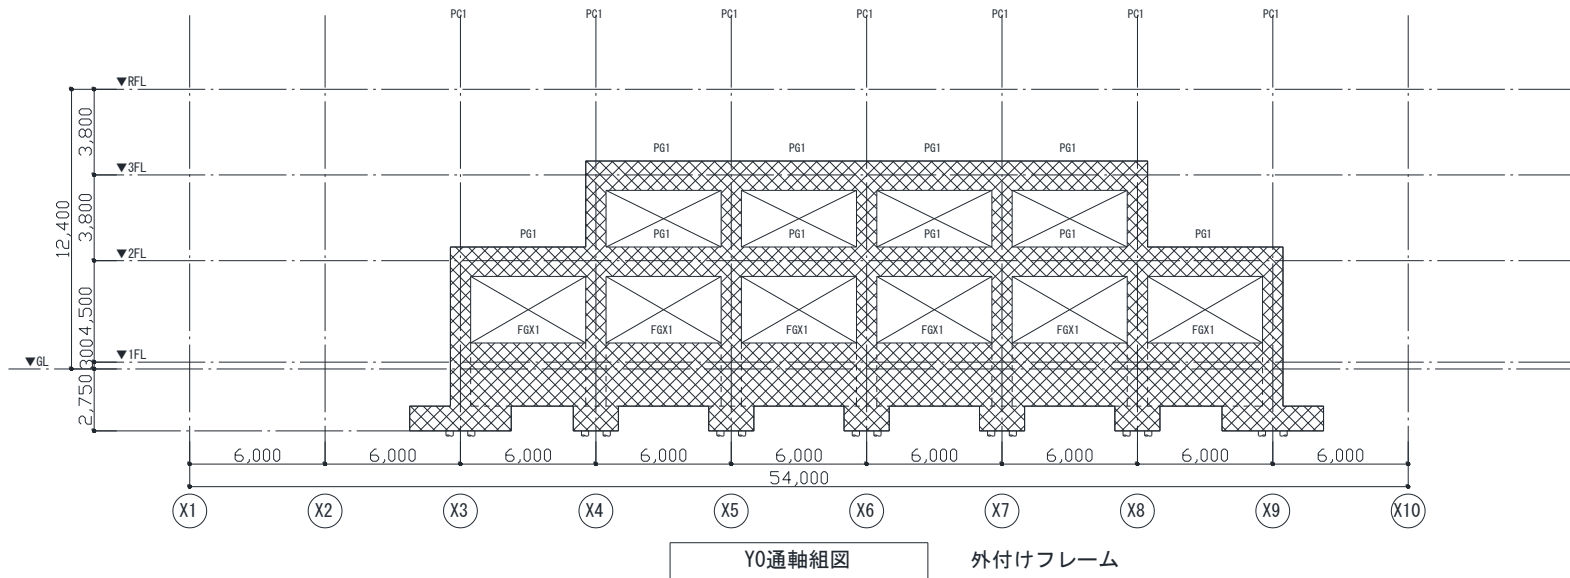 PC1 PC1 PC1 PC1 PC1 PC1 PC1
▼RFL
3,800
PG1 PG1 PG1 PG1
▼3FL
12,400
3,800
PG1 PG1 PG1 PG1 PG1 PG1
▼2FL
4,500
FGX1 FGX1 FGX1 FGX1 FGX1 FGX1
▼1FL
300
▼GL
2,750
6,000 6,000 6,000 6,000 6,000 6,000 6,000 6,000 6,000
54,000
X1 X2 X3 X4 X5 X6 X7 X8 X9 X10
Y0通軸組図 外付けフレーム